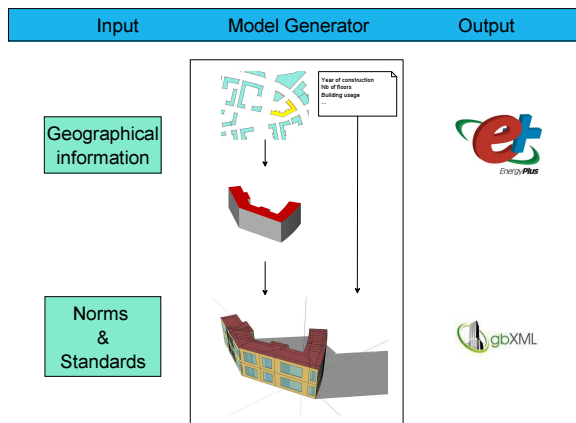 Input Model Generator Output
Year of construction
Nb of floors
Building usage
...
Geographical
information
e+
EnergyPlus
Norms
&
Standards
gbXML